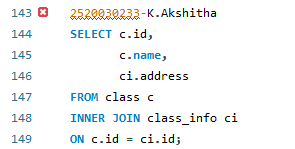 143 2520030233-K.Akshitha
144 SELECT c.id,
145 c.name,
146 ci.address
147 FROM class c
148 INNER JOIN class_info ci
149 ON c.id = ci.id;